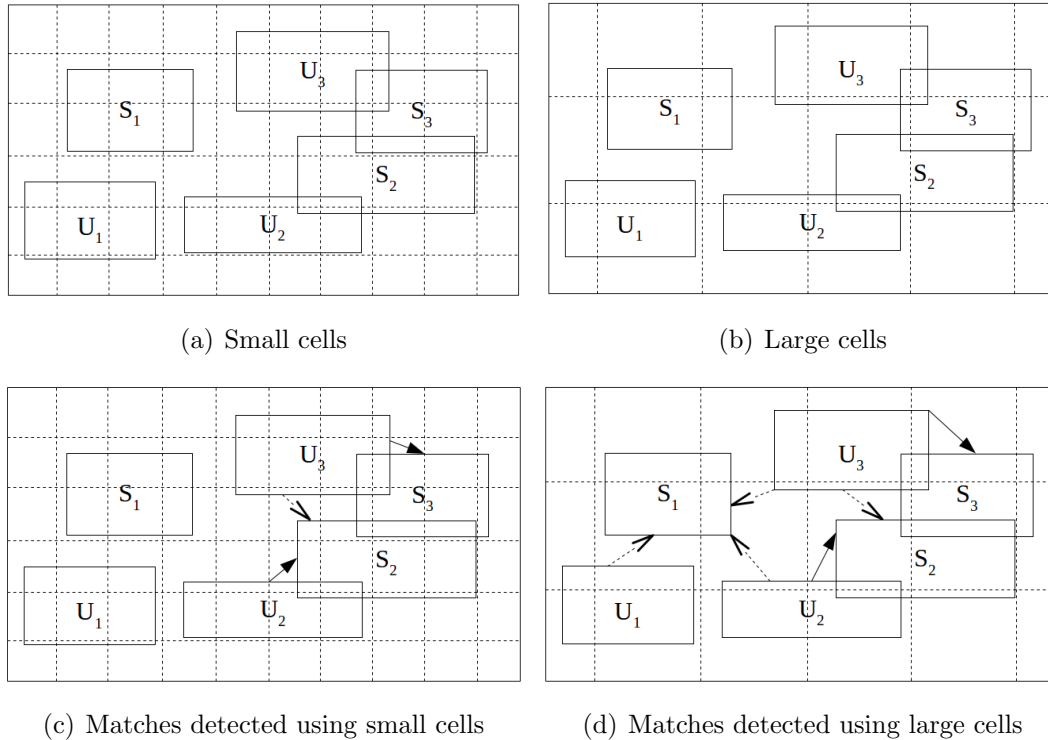 U₃
S₁
S₃
S₂
U₁
U₂
(a) Small cells
U₃
S₁
S₃
S₂
U₁
U₂
(b) Large cells
U₃
S₁
S₃
S₂
U₁
U₂
(c) Matches detected using small cells
U₃
S₁
S₃
S₂
U₁
U₂
(d) Matches detected using large cells